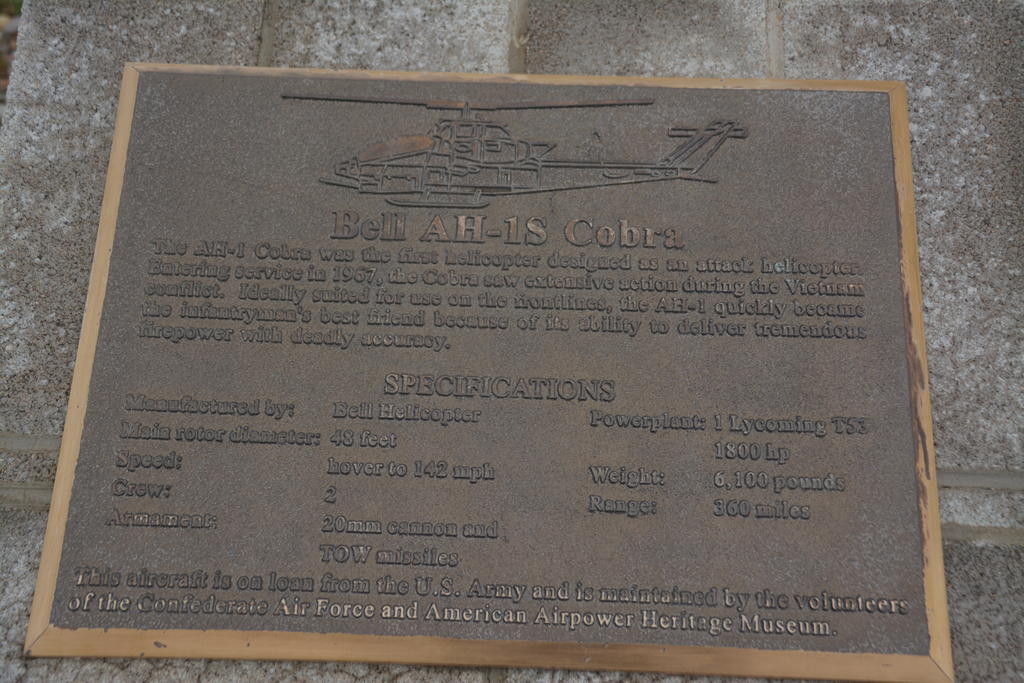 Bell AH-1S Cobra
The AH-1 Cobra was the first helicopter designed as an attack helicopter.
Entering service in 1967, the Cobra saw extensive action during the Vietnam
conflict. Ideally suited for use on the frontlines, the AH-1 quickly became
the infantryman's best friend because of its ability to deliver tremendous
firepower with deadly accuracy.
SPECIFICATIONS
Manufactured by: Bell Helicopter
Main rotor diameter: 48 feet
Speed: hover to 142 mph
Crew: 2
Armament: 20mm cannon and
TOW missiles
Powerplant: 1 Lycoming T53
1800 hp
Weight: 6,100 pounds
Range: 360 miles
This aircraft is on loan from the U.S. Army and is maintained by the volunteers
of the Confederate Air Force and American Airpower Heritage Museum.